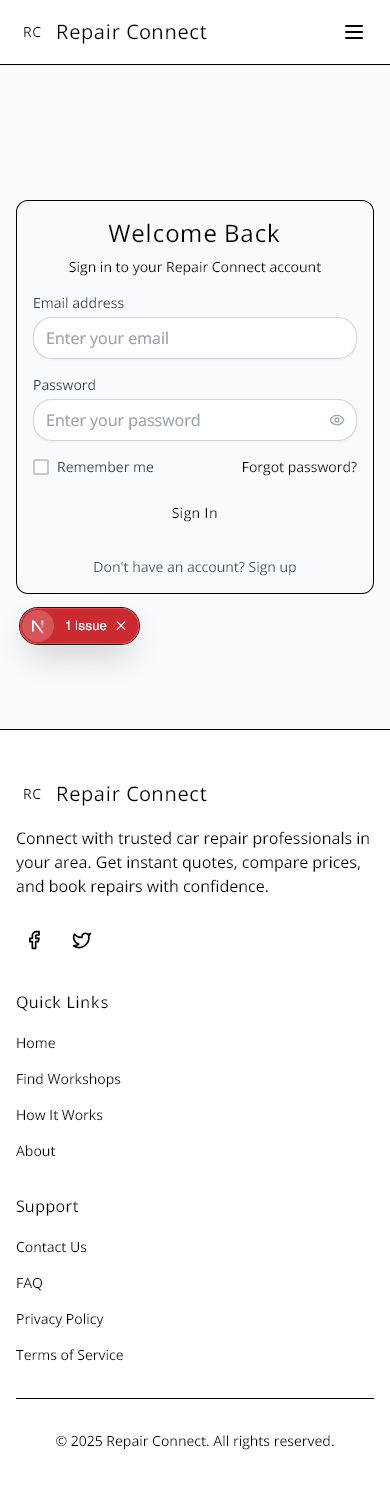 RC Repair Connect
Welcome Back
Sign in to your Repair Connect account
Email address
Enter your email
Password
Enter your password
Remember me Forgot password?
Sign In
Don't have an account? Sign up
N 1 Issue
RC Repair Connect
Connect with trusted car repair professionals in
your area. Get instant quotes, compare prices,
and book repairs with confidence.
Quick Links
Home
Find Workshops
How It Works
About
Support
Contact Us
FAQ
Privacy Policy
Terms of Service
© 2025 Repair Connect. All rights reserved.